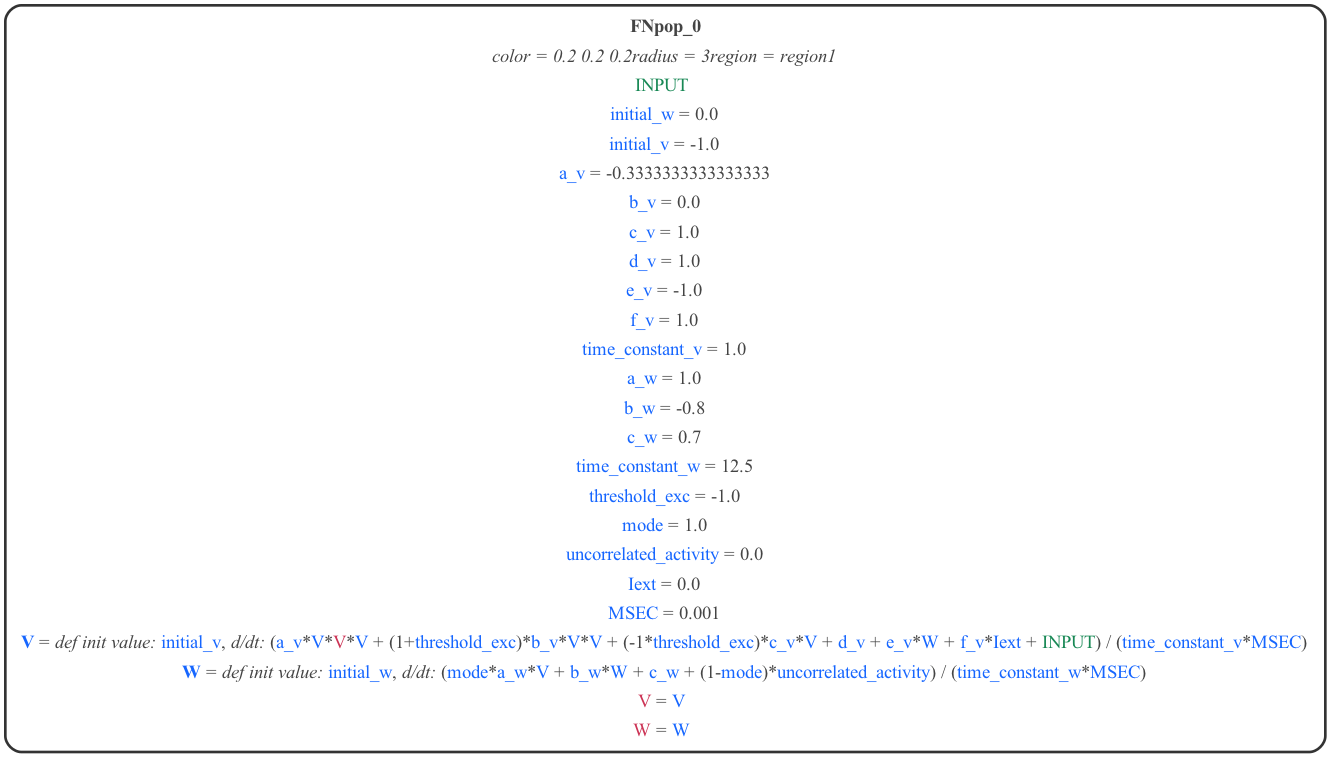 FNpop_0
color = 0.2 0.2 0.2radius = 3region = region1
INPUT
initial_w = 0.0
initial_v = -1.0
a_v = -0.3333333333333333
b_v = 0.0
c_v = 1.0
d_v = 1.0
e_v = -1.0
f_v = 1.0
time_constant_v = 1.0
a_w = 1.0
b_w = -0.8
c_w = 0.7
time_constant_w = 12.5
threshold_exc = -1.0
mode = 1.0
uncorrelated_activity = 0.0
Iext = 0.0
MSEC = 0.001
V = def init value: initial_v, d/dt: (a_v*V*V*V + (1+threshold_exc)*b_v*V*V + (-1*threshold_exc)*c_v*V + d_v + e_v*W + f_v*Iext + INPUT) / (time_constant_v*MSEC)
W = def init value: initial_w, d/dt: (mode*a_w*V + b_w*W + c_w + (1-mode)*uncorrelated_activity) / (time_constant_w*MSEC)
V = V
W = W